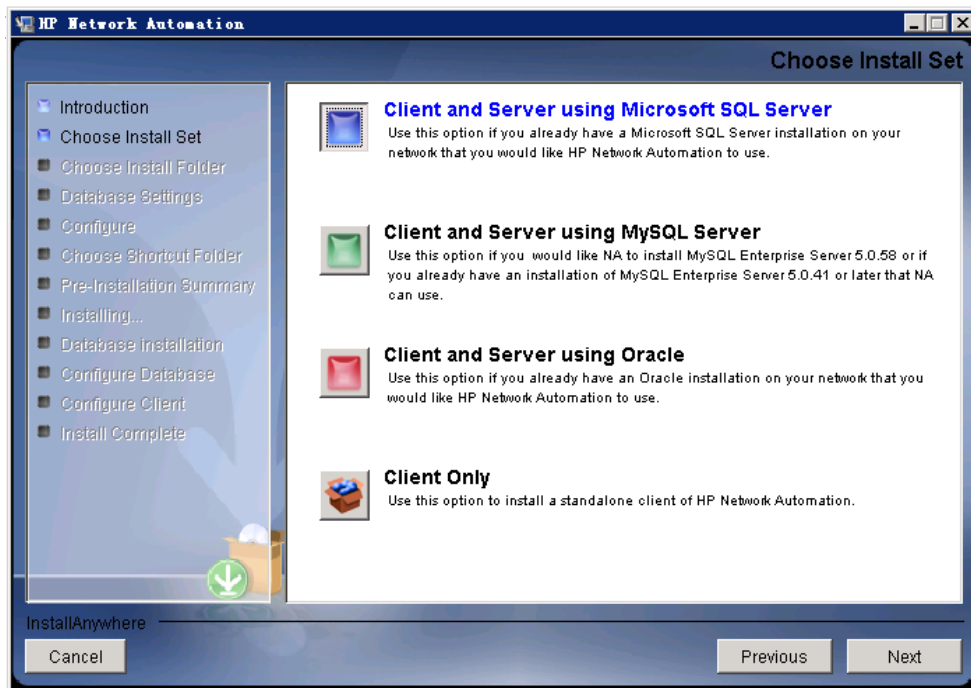 HP Network Automation
Choose Install Set
Introduction
Choose Install Set
Choose Install Folder
Database Settings
Configure
Choose Shortcut Folder
Pre-Installation Summary
Installing...
Database Installation
Configure Database
Configure Client
Install Complete
Client and Server using Microsoft SQL Server
Use this option if you already have a Microsoft SQL Server installation on your
network that you would like HP Network Automation to use.
Client and Server using MySQL Server
Use this option if you would like NA to install MySQL Enterprise Server 5.0.58 or if
you already have an installation of MySQL Enterprise Server 5.0.41 or later that NA
can use.
Client and Server using Oracle
Use this option if you already have an Oracle installation on your network that you
would like HP Network Automation to use.
Client Only
Use this option to install a standalone client of HP Network Automation.
InstallAnywhere
Cancel
Previous
Next